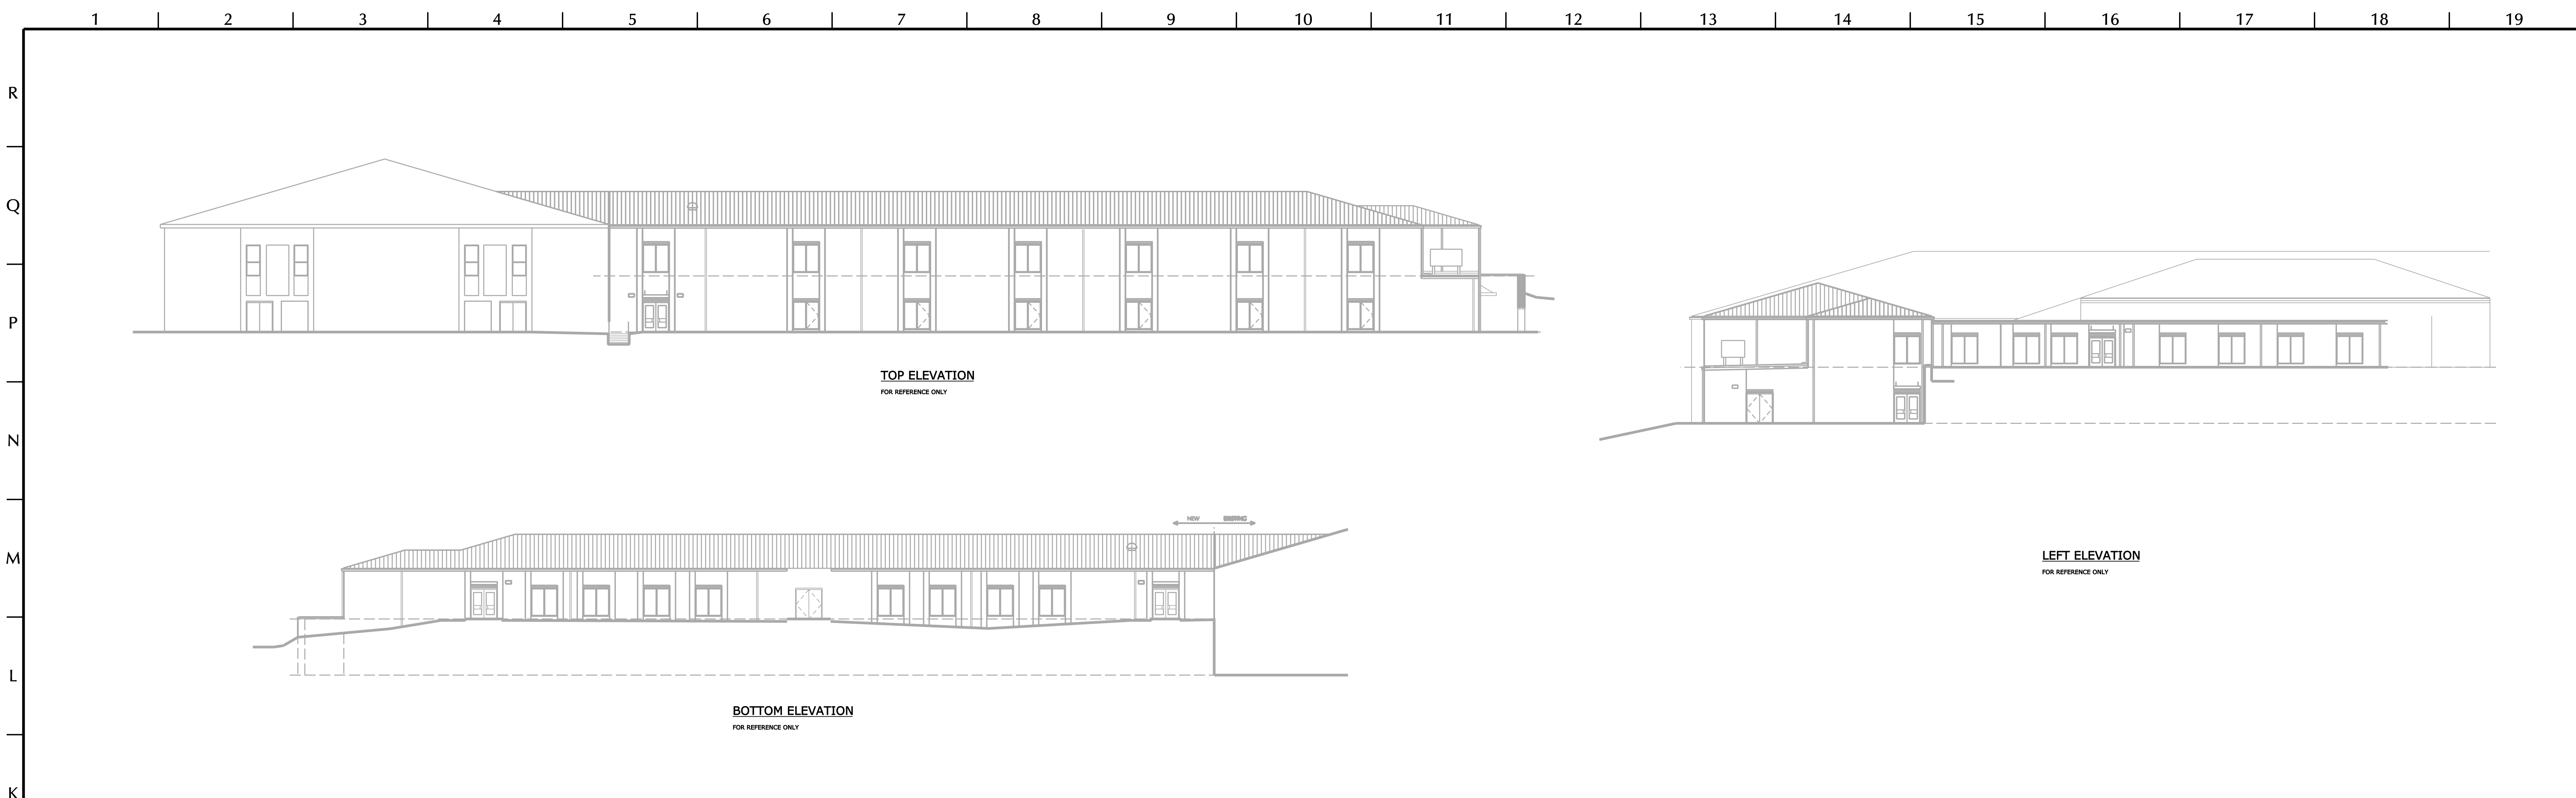 1 2 3 4 5 6 7 8 9 10 11 12 13 14 15 16 17 18 19
R
Q
P
TOP ELEVATION
FOR REFERENCE ONLY
N
NEW EXISTING
M
LEFT ELEVATION
FOR REFERENCE ONLY
L
BOTTOM ELEVATION
FOR REFERENCE ONLY
K